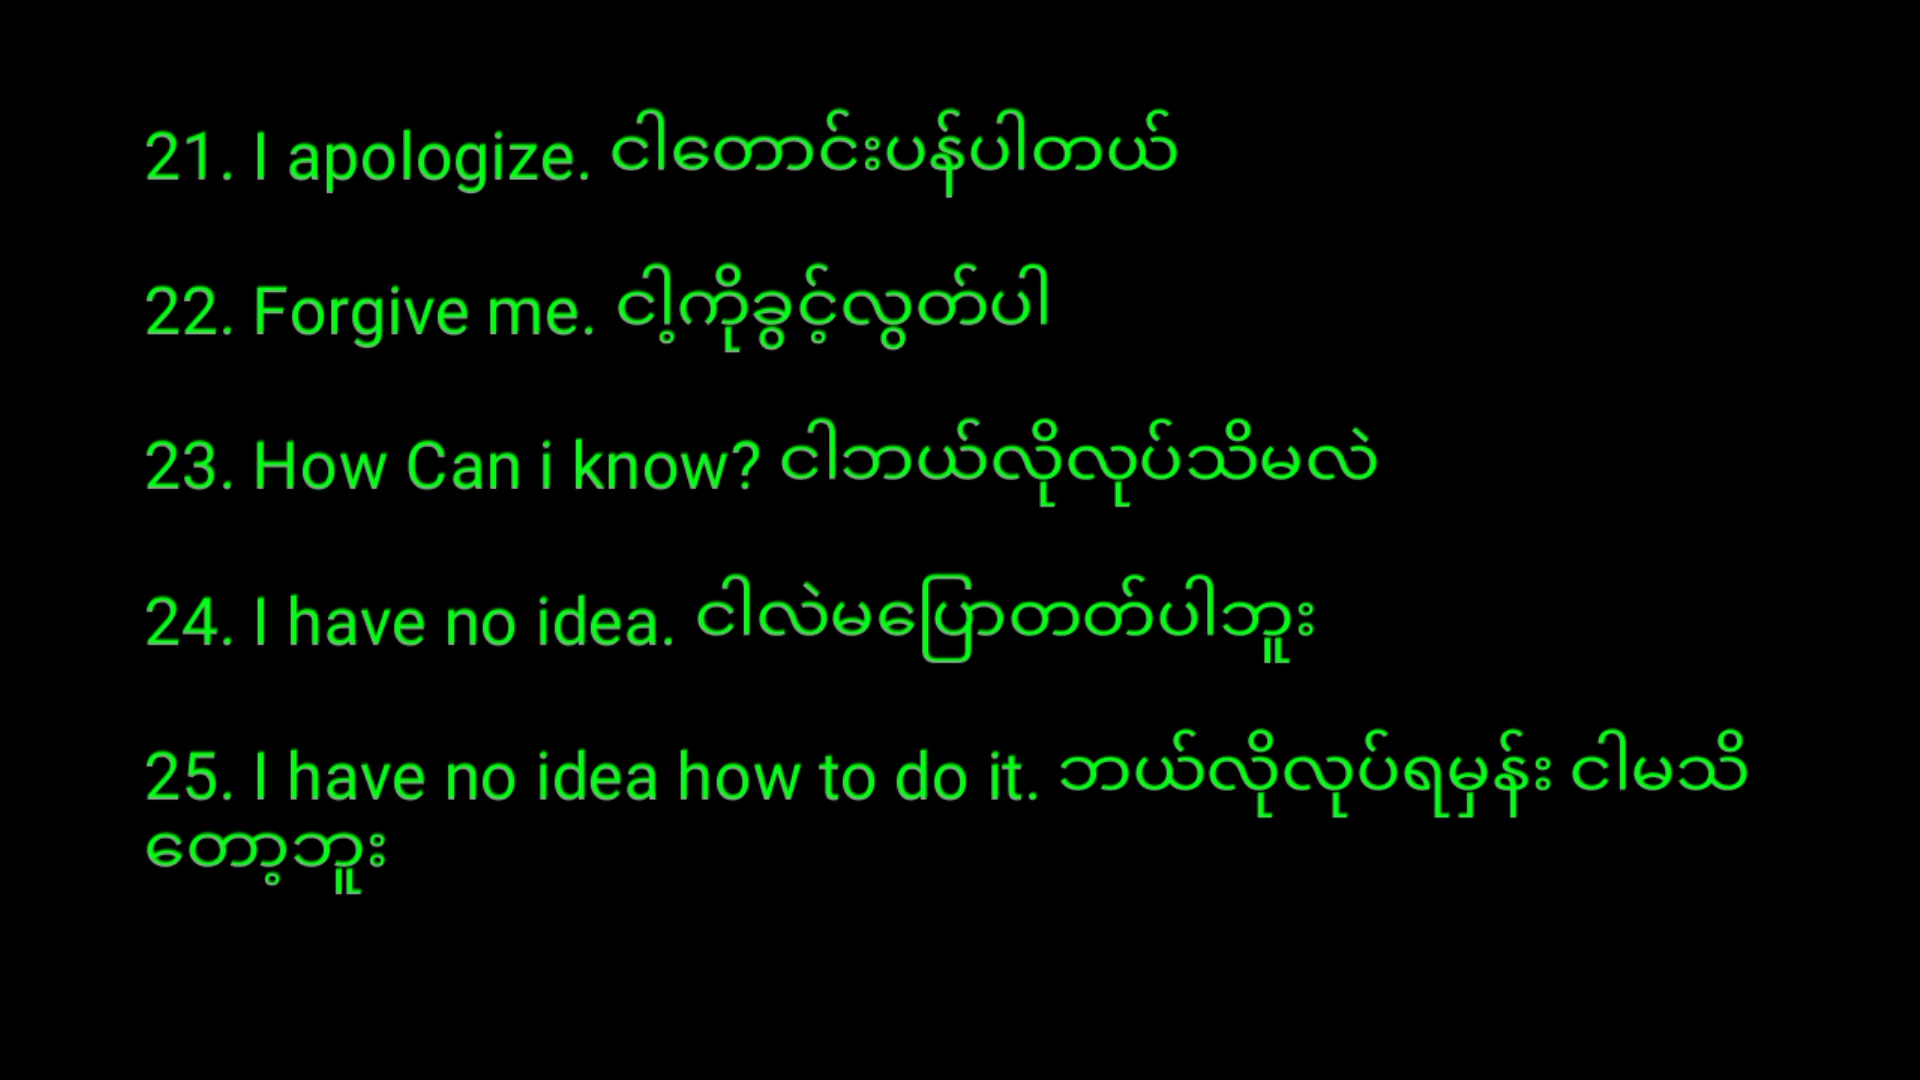 21. I apologize. ငါတောင်းပန်ပါတယ်
22. Forgive me. ငါ့ကိုခွင့်လွတ်ပါ
23. How Can i know? ငါဘယ်လိုလုပ်သိမလဲ
24. I have no idea. ငါလဲမပြောတတ်ပါဘူး
25. I have no idea how to do it. ဘယ်လိုလုပ်ရမှန်း ငါမသိ
တော့ဘူး